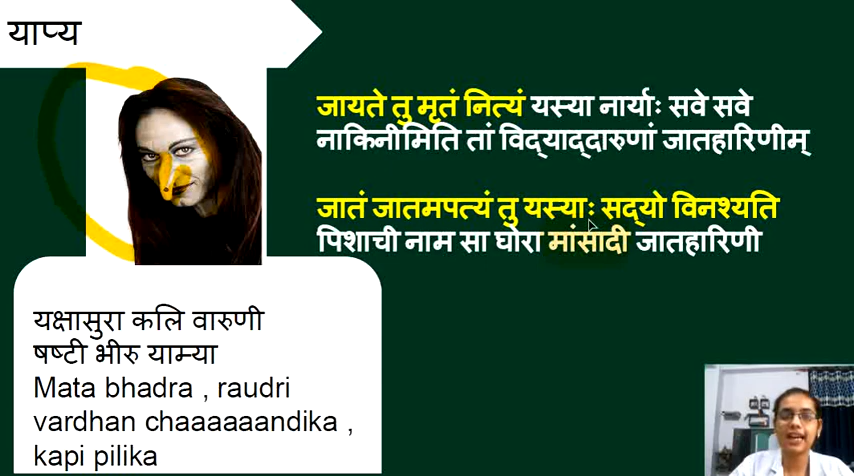 याप्य
जायते तु मृतं नित्यं यस्या नार्याः सवे सवे
नाकिनीमिति तां विद्याद्दारुणां जातहारिणीम्
जातं जातमपत्यं तु यस्याः सद्यो विनश्यति
पिशाची नाम सा घोरा मांसादी जातहारिणी
यक्षासुरा कलि वारुणी
षष्टी भीरु याम्या
Mata bhadra , raudri
vardhan chaaaaaandika ,
kapi pilika